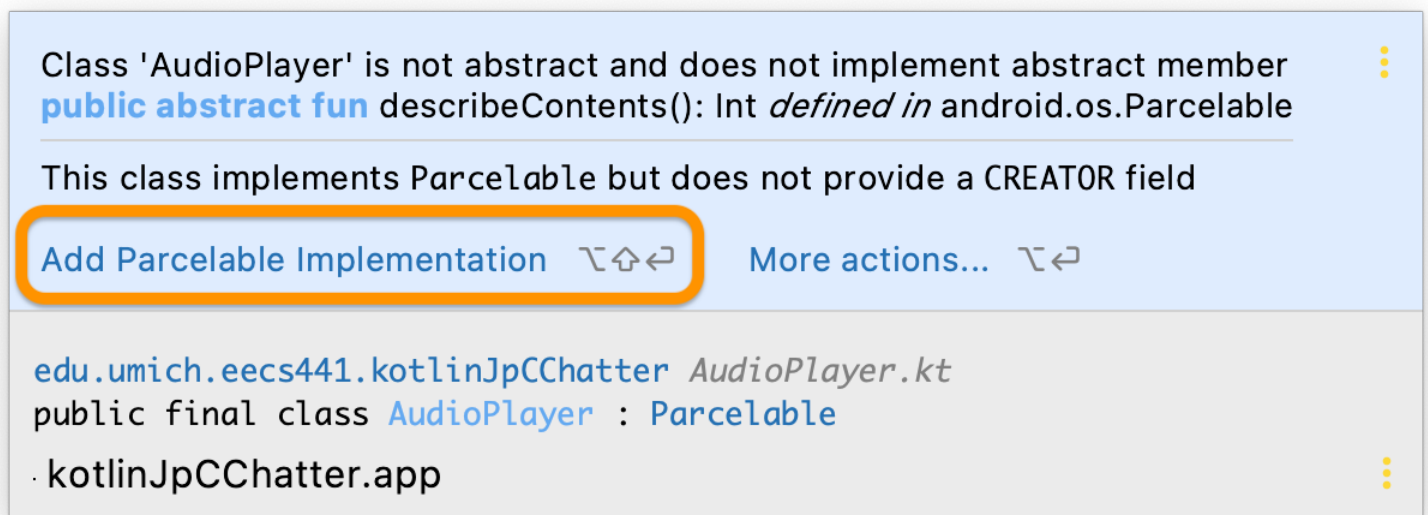 Class 'AudioPlayer' is not abstract and does not implement abstract member
public abstract fun describeContents(): Int defined in android.os.Parcelable
This class implements Parcelable but does not provide a CREATOR field
Add Parcelable Implementation ⌥⇧⏎ More actions... ⌥⏎
edu.umich.eecs441.kotlinJpCChatter AudioPlayer.kt
public final class AudioPlayer : Parcelable
· kotlinJpCChatter.app